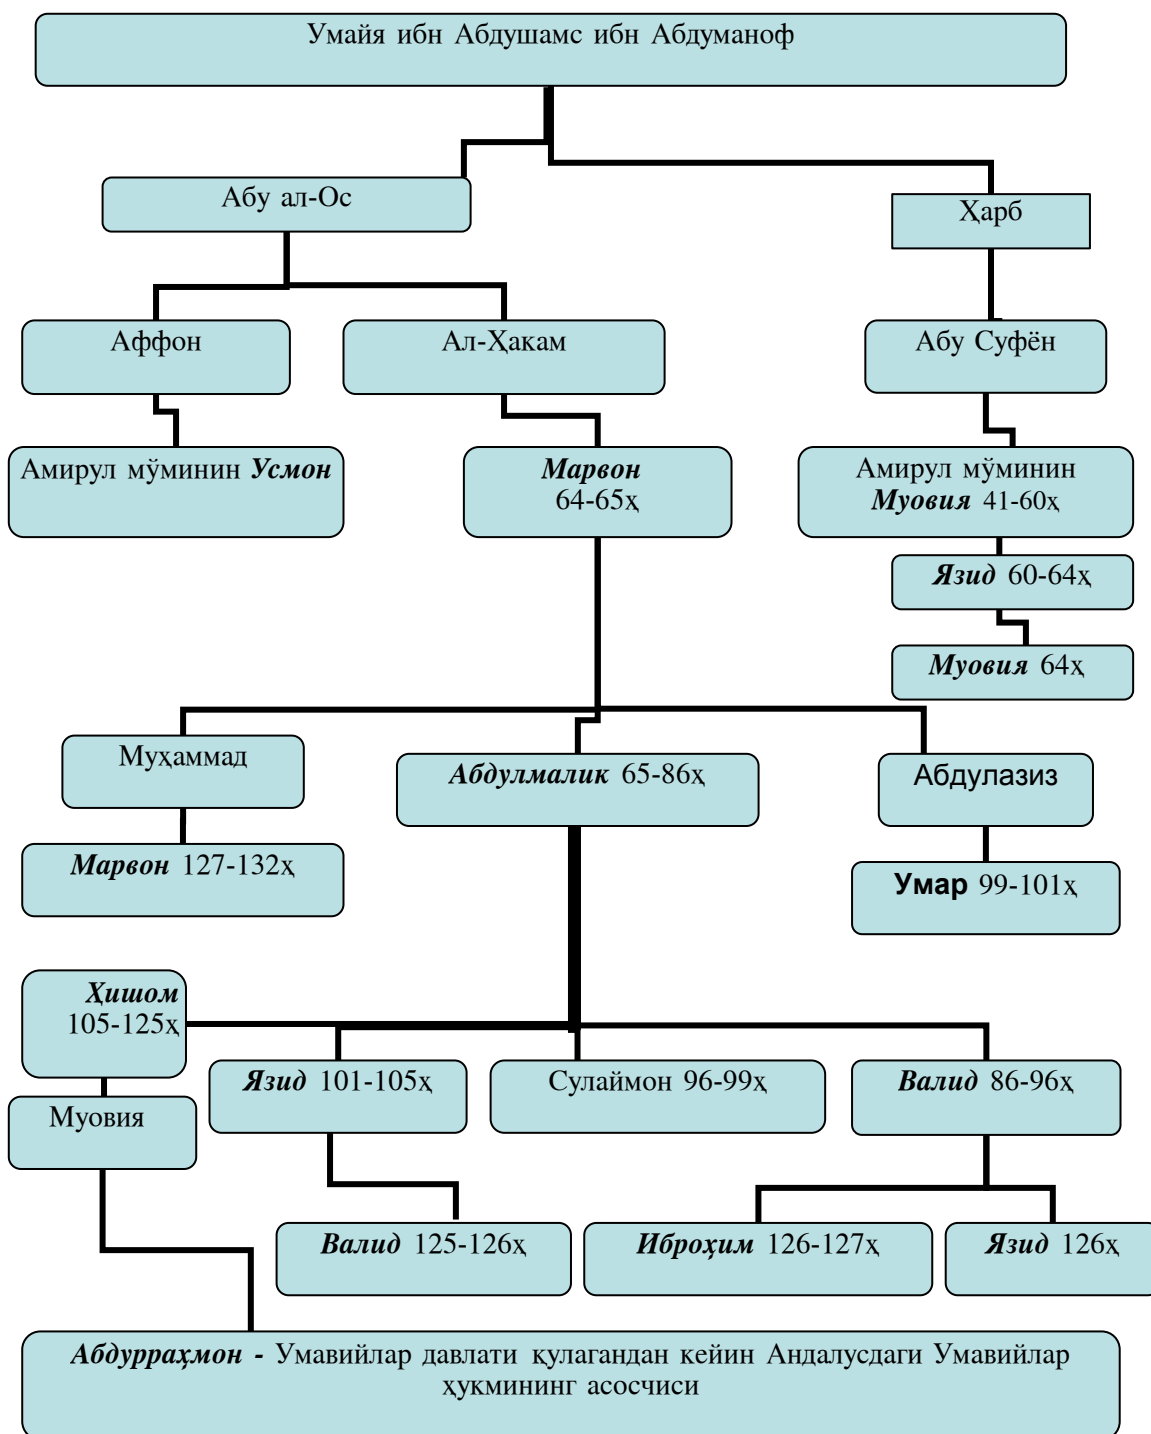 Умайя ибн Абдушамс ибн Абдуманоф
Абу ал-Ос
Ҳарб
Аффон
Ал-Ҳакам
Абу Суфён
Амирул мўминин Усмон
Марвон
64-65ҳ
Амирул мўминин
Муовия 41-60ҳ
Язид 60-64ҳ
Муовия 64ҳ
Муҳаммад
Абдулмалик 65-86ҳ
Абдулазиз
Марвон 127-132ҳ
Умар 99-101ҳ
Ҳишом
105-125ҳ
Язид 101-105ҳ
Сулаймон 96-99ҳ
Валид 86-96ҳ
Муовия
Валид 125-126ҳ
Иброҳим 126-127ҳ
Язид 126ҳ
Абдурраҳмон - Умавийлар давлати қулагандан кейин Андалусдаги Умавийлар
ҳукмининг асосчиси